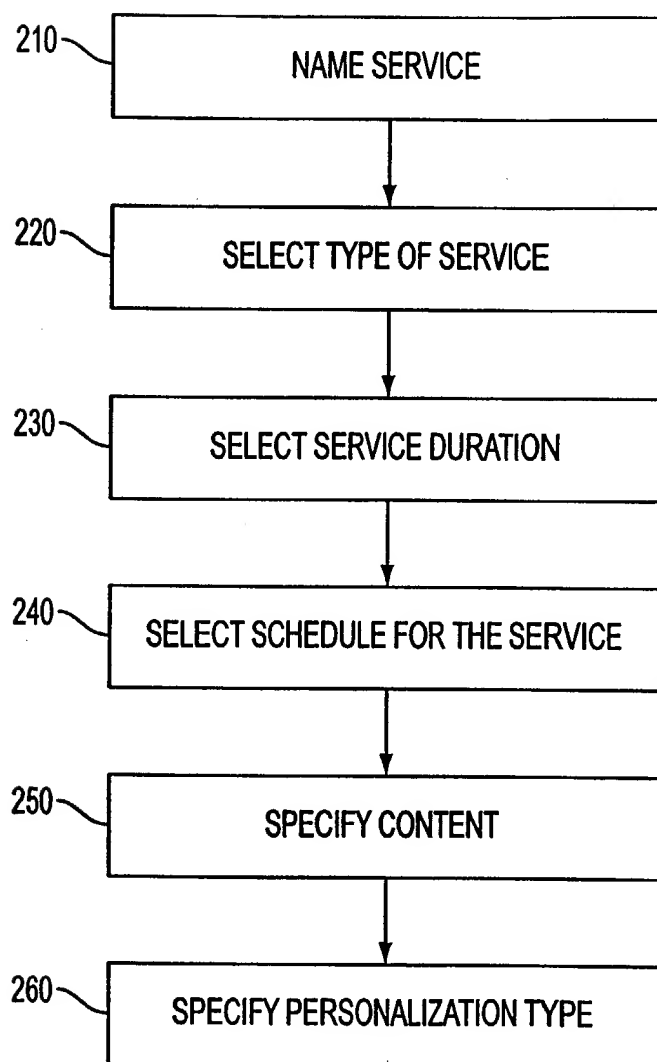 210
NAME SERVICE
220
SELECT TYPE OF SERVICE
230
SELECT SERVICE DURATION
240
SELECT SCHEDULE FOR THE SERVICE
250
SPECIFY CONTENT
260
SPECIFY PERSONALIZATION TYPE